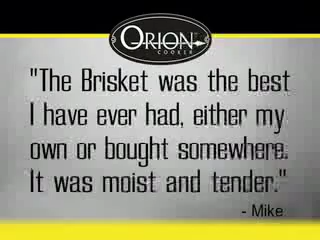 ORION
COOKER
"The Brisket was the best
I have ever had, either my
own or bought somewhere.
It was moist and tender."
- Mike